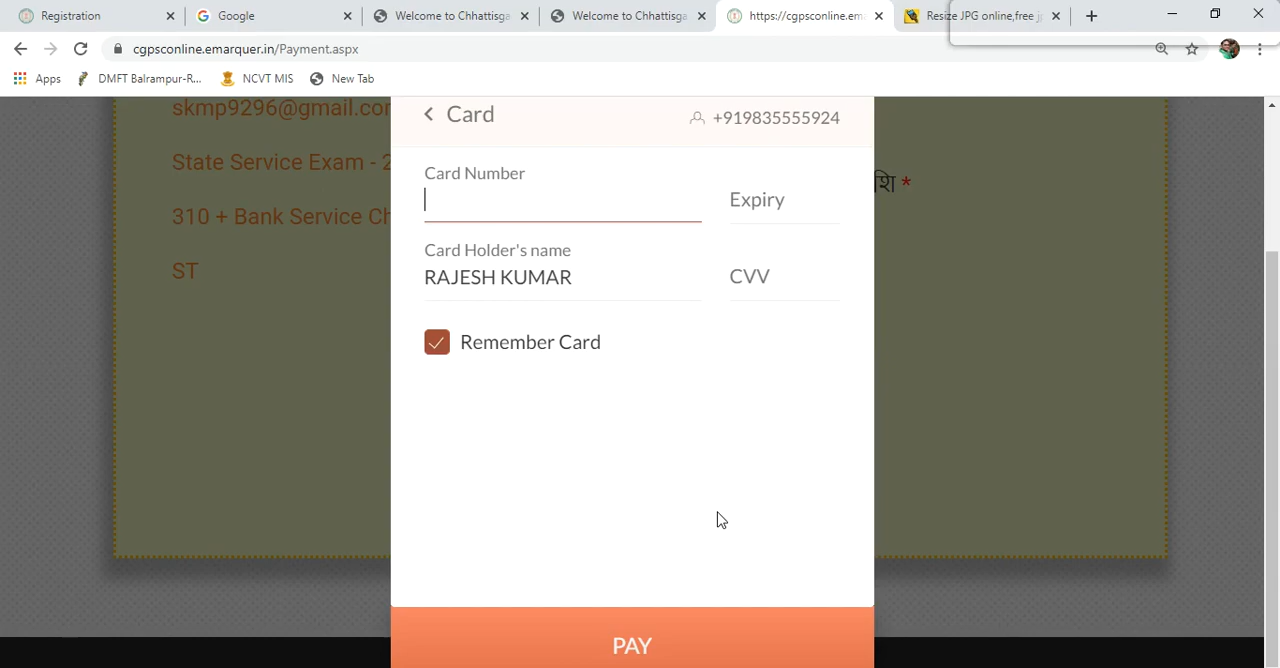 Registration
Google
Welcome to Chhattisga
Welcome to Chhattisga
https://cgpsconline.em
Resize JPG online,free j
cgpsconline.emarquer.in/Payment.aspx
Apps
DMFT Balrampur-R...
NCVT MIS
New Tab
skmp9296@gmail.co
Card
+919835555924
State Service Exam - 2
Card Number
Expiry
शि *
310 + Bank Service Ch
Card Holder's name
RAJESH KUMAR
CVV
ST
Remember Card
PAY